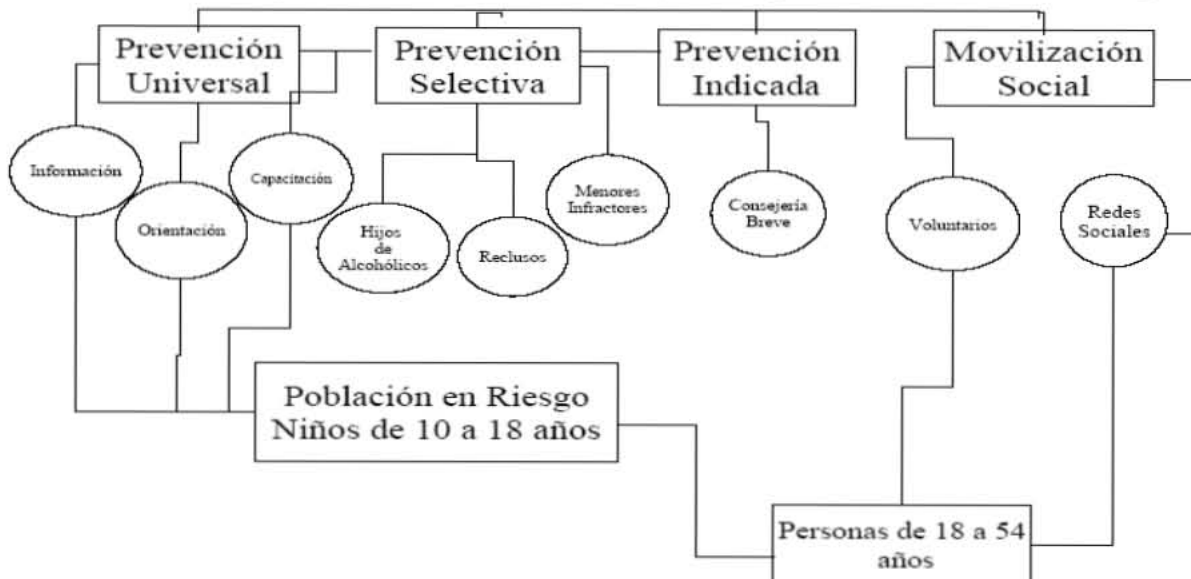 Prevención
Universal
Prevención
Selectiva
Prevención
Indicada
Movilización
Social
Información
Orientación
Capacitación
Hijos
de
Alcohólicos
Reclusos
Menores
Infractores
Consejería
Breve
Voluntarios
Redes
Sociales
Población en Riesgo
Niños de 10 a 18 años
Personas de 18 a 54
años